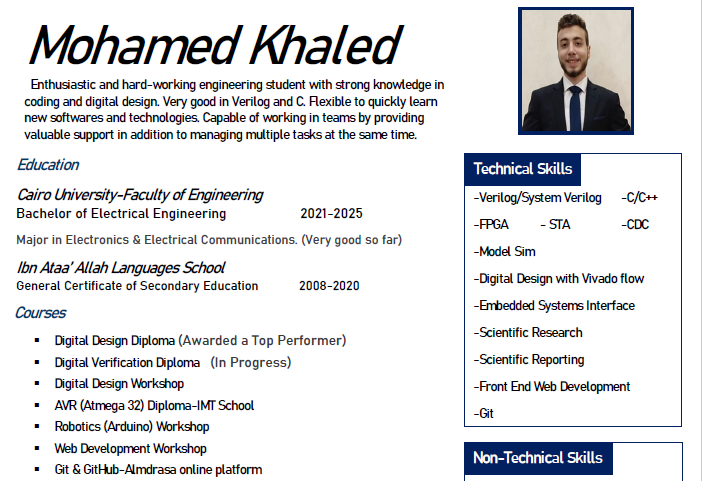 Mohamed Khaled
Enthusiastic and hard-working engineering student with strong knowledge in
coding and digital design. Very good in Verilog and C. Flexible to quickly learn
new softwares and technologies. Capable of working in teams by providing
valuable support in addition to managing multiple tasks at the same time.
Education
Cairo University-Faculty of Engineering
Bachelor of Electrical Engineering 2021-2025
Major in Electronics & Electrical Communications. (Very good so far)
Ibn Ataa' Allah Languages School
General Certificate of Secondary Education 2008-2020
Courses
▪ Digital Design Diploma (Awarded a Top Performer)
▪ Digital Verification Diploma (In Progress)
▪ Digital Design Workshop
▪ AVR (Atmega 32) Diploma-IMT School
▪ Robotics (Arduino) Workshop
▪ Web Development Workshop
▪ Git & GitHub-Almdrasa online platform
Technical Skills
-Verilog/System Verilog -C/C++
-FPGA - STA -CDC
-Model Sim
-Digital Design with Vivado flow
-Embedded Systems Interface
-Scientific Research
-Scientific Reporting
-Front End Web Development
-Git
Non-Technical Skills